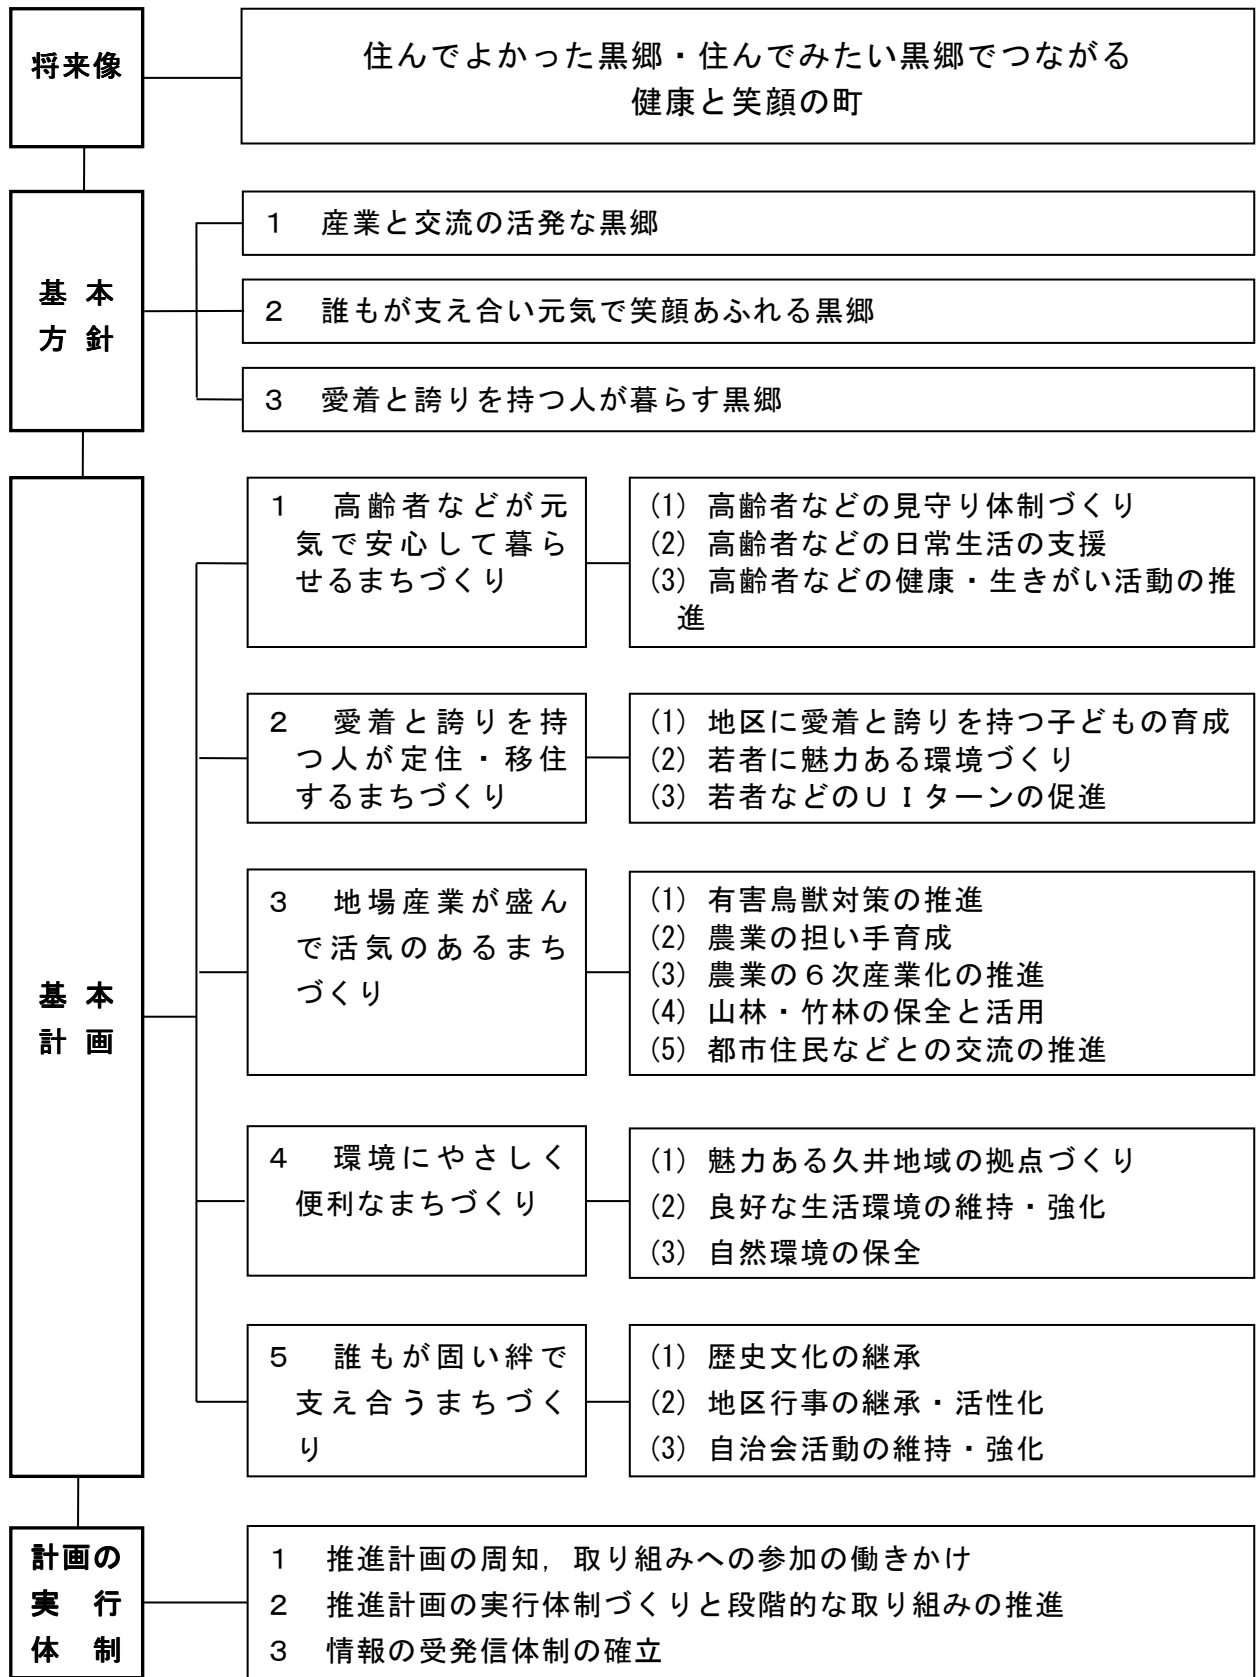 将来像
住んでよかった黒郷・住んでみたい黒郷でつながる
健康と笑顔の町
基 本
方 針
１　産業と交流の活発な黒郷
２　誰もが支え合い元気で笑顔あふれる黒郷
３　愛着と誇りを持つ人が暮らす黒郷
基 本
計 画
１　高齢者などが元
気で安心して暮ら
せるまちづくり
(1) 高齢者などの見守り体制づくり
(2) 高齢者などの日常生活の支援
(3) 高齢者などの健康・生きがい活動の推
進
２　愛着と誇りを持
つ人が定住・移住
するまちづくり
(1) 地区に愛着と誇りを持つ子どもの育成
(2) 若者に魅力ある環境づくり
(3) 若者などのＵＩターンの促進
３　地場産業が盛ん
で活気のあるまち
づくり
(1) 有害鳥獣対策の推進
(2) 農業の担い手育成
(3) 農業の６次産業化の推進
(4) 山林・竹林の保全と活用
(5) 都市住民などとの交流の推進
４　環境にやさしく
便利なまちづくり
(1) 魅力ある久井地域の拠点づくり
(2) 良好な生活環境の維持・強化
(3) 自然環境の保全
５　誰もが固い絆で
支え合うまちづく
り
(1) 歴史文化の継承
(2) 地区行事の継承・活性化
(3) 自治会活動の維持・強化
計画の
実　行
体　制
１　推進計画の周知，取り組みへの参加の働きかけ
２　推進計画の実行体制づくりと段階的な取り組みの推進
３　情報の受発信体制の確立